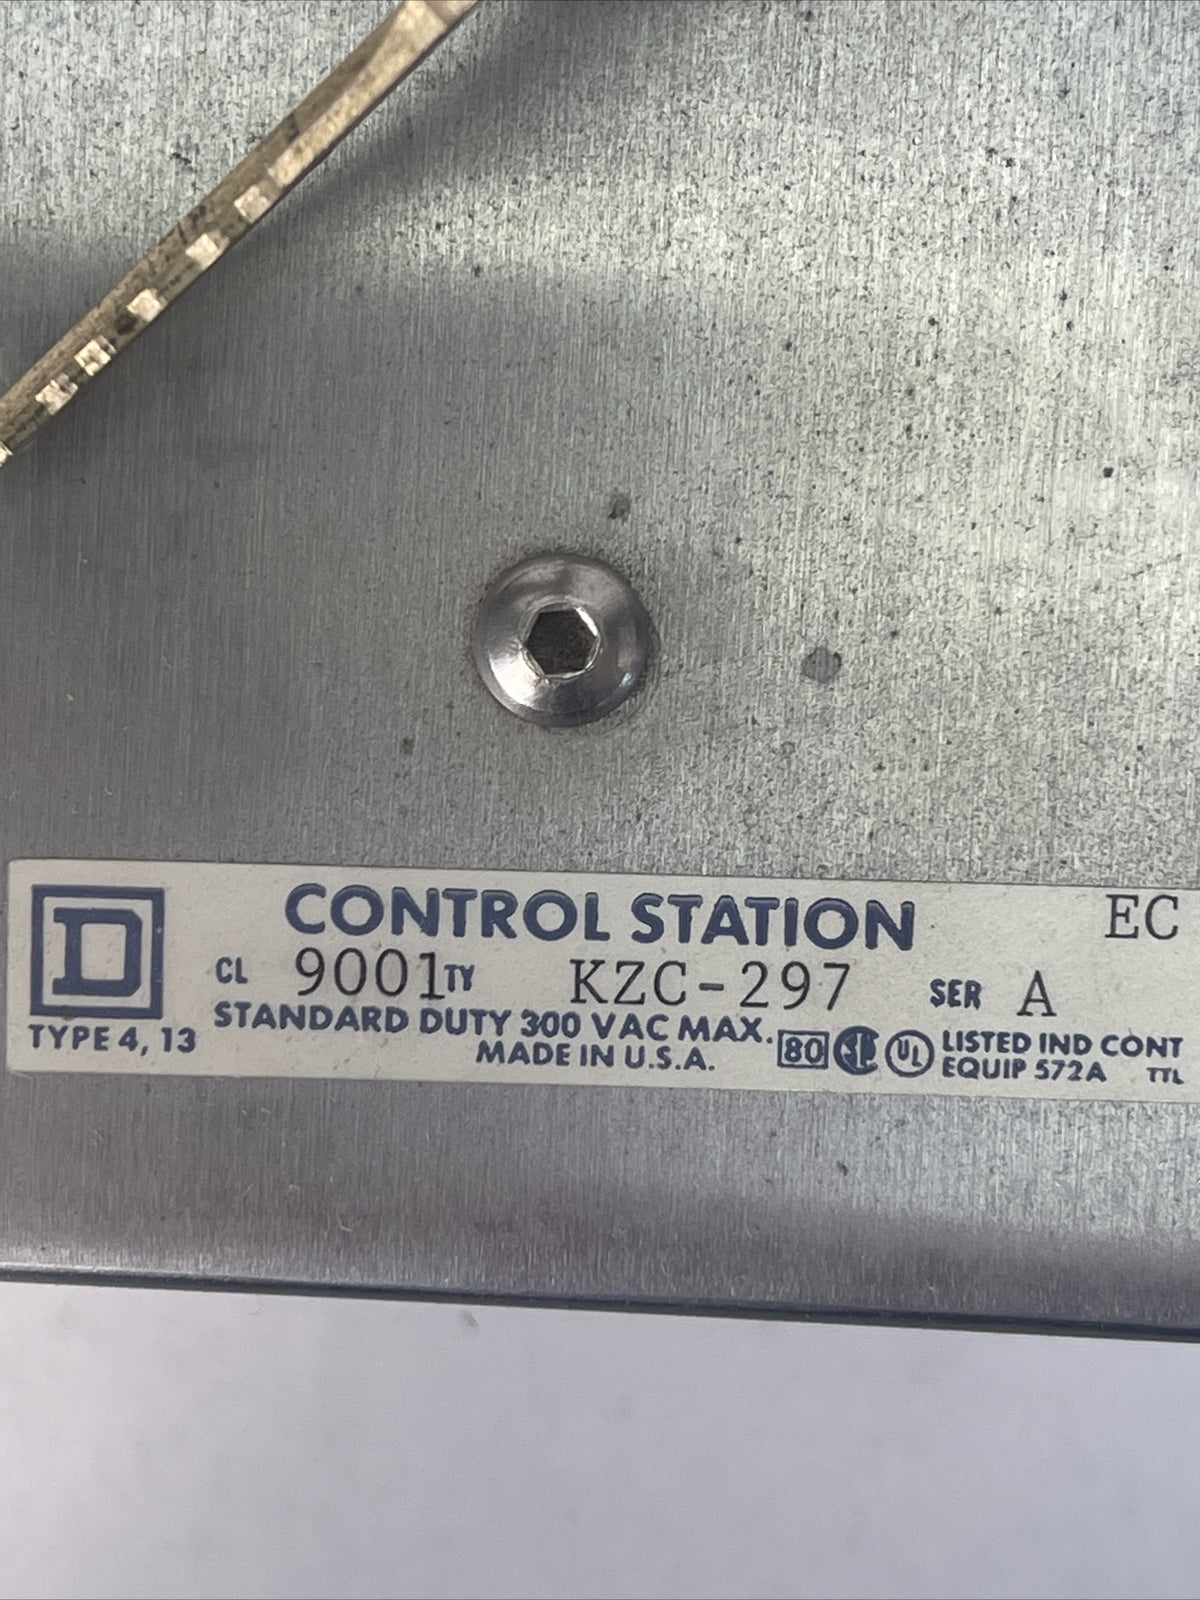 D CONTROL STATION EC
CL 9001 TY KZC-297 SER A
STANDARD DUTY 300 VAC MAX.
TYPE 4, 13
MADE IN U.S.A.
80 SP UL LISTED IND CONT
EQUIP 572A TTL